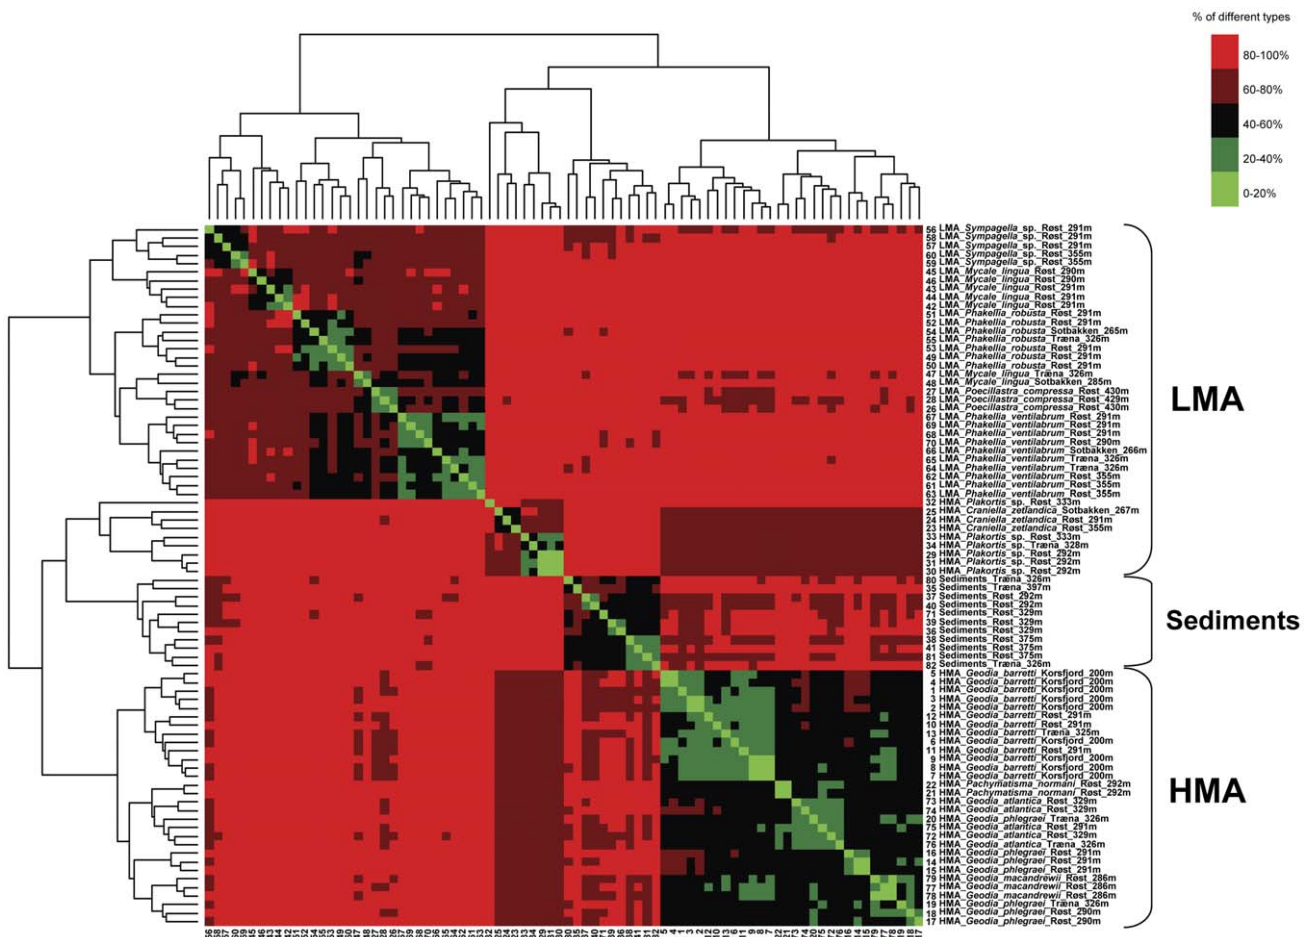 % of different types
80-100%
60-80%
40-60%
20-40%
0-20%
56 LMA_Sympagella_sp._Røst_291m
58 LMA_Sympagella_sp._Røst_291m
57 LMA_Sympagella_sp._Røst_291m
60 LMA_Sympagella_sp._Røst_355m
59 LMA_Sympagella_sp._Røst_355m
45 LMA_Mycale_lingua_Røst_290m
46 LMA_Mycale_lingua_Røst_290m
43 LMA_Mycale_lingua_Røst_291m
44 LMA_Mycale_lingua_Røst_291m
42 LMA_Mycale_lingua_Røst_291m
51 LMA_Phakellia_robusta_Røst_291m
52 LMA_Phakellia_robusta_Røst_291m
54 LMA_Phakellia_robusta_Sotbakken_265m
55 LMA_Phakellia_robusta_Træna_326m
53 LMA_Phakellia_robusta_Røst_291m
49 LMA_Phakellia_robusta_Røst_291m
50 LMA_Phakellia_robusta_Røst_291m
47 LMA_Mycale_lingua_Træna_326m
48 LMA_Mycale_lingua_Sotbakken_285m
27 LMA_Poecillastra_compressa_Røst_430m
28 LMA_Poecillastra_compressa_Røst_429m
26 LMA_Poecillastra_compressa_Røst_430m
67 LMA_Phakellia_ventilabrum_Røst_291m
69 LMA_Phakellia_ventilabrum_Røst_291m
68 LMA_Phakellia_ventilabrum_Røst_291m
70 LMA_Phakellia_ventilabrum_Røst_290m
66 LMA_Phakellia_ventilabrum_Sotbakken_266m
65 LMA_Phakellia_ventilabrum_Træna_326m
64 LMA_Phakellia_ventilabrum_Træna_326m
62 LMA_Phakellia_ventilabrum_Røst_355m
61 LMA_Phakellia_ventilabrum_Røst_355m
63 LMA_Phakellia_ventilabrum_Røst_355m
32 HMA_Plakortis_sp._Røst_333m
25 HMA_Craniella_zetlandica_Sotbakken_267m
24 HMA_Craniella_zetlandica_Røst_291m
23 HMA_Craniella_zetlandica_Røst_355m
33 HMA_Plakortis_sp._Røst_333m
34 HMA_Plakortis_sp._Træna_328m
29 HMA_Plakortis_sp._Røst_292m
31 HMA_Plakortis_sp._Røst_292m
30 HMA_Plakortis_sp._Røst_292m
LMA
80 Sediments_Træna_326m
35 Sediments_Træna_397m
37 Sediments_Røst_292m
40 Sediments_Røst_292m
71 Sediments_Røst_329m
39 Sediments_Røst_329m
36 Sediments_Røst_329m
38 Sediments_Røst_375m
41 Sediments_Røst_375m
81 Sediments_Røst_375m
82 Sediments_Træna_326m
Sediments
5 HMA_Geodia_barretti_Korsfjord_200m
4 HMA_Geodia_barretti_Korsfjord_200m
1 HMA_Geodia_barretti_Korsfjord_200m
3 HMA_Geodia_barretti_Korsfjord_200m
2 HMA_Geodia_barretti_Korsfjord_200m
12 HMA_Geodia_barretti_Røst_291m
10 HMA_Geodia_barretti_Røst_291m
13 HMA_Geodia_barretti_Træna_325m
6 HMA_Geodia_barretti_Korsfjord_200m
11 HMA_Geodia_barretti_Røst_291m
9 HMA_Geodia_barretti_Korsfjord_200m
8 HMA_Geodia_barretti_Korsfjord_200m
7 HMA_Geodia_barretti_Korsfjord_200m
22 HMA_Pachymatisma_normani_Røst_292m
21 HMA_Pachymatisma_normani_Røst_292m
73 HMA_Geodia_atlantica_Røst_329m
74 HMA_Geodia_atlantica_Røst_329m
20 HMA_Geodia_phlegraei_Træna_326m
75 HMA_Geodia_atlantica_Røst_291m
72 HMA_Geodia_atlantica_Røst_329m
76 HMA_Geodia_atlantica_Træna_326m
16 HMA_Geodia_phlegraei_Røst_291m
14 HMA_Geodia_phlegraei_Røst_291m
15 HMA_Geodia_phlegraei_Røst_291m
79 HMA_Geodia_macandrewii_Røst_286m
77 HMA_Geodia_macandrewii_Røst_286m
78 HMA_Geodia_macandrewii_Røst_286m
19 HMA_Geodia_phlegraei_Træna_326m
18 HMA_Geodia_phlegraei_Røst_290m
17 HMA_Geodia_phlegraei_Røst_290m
HMA